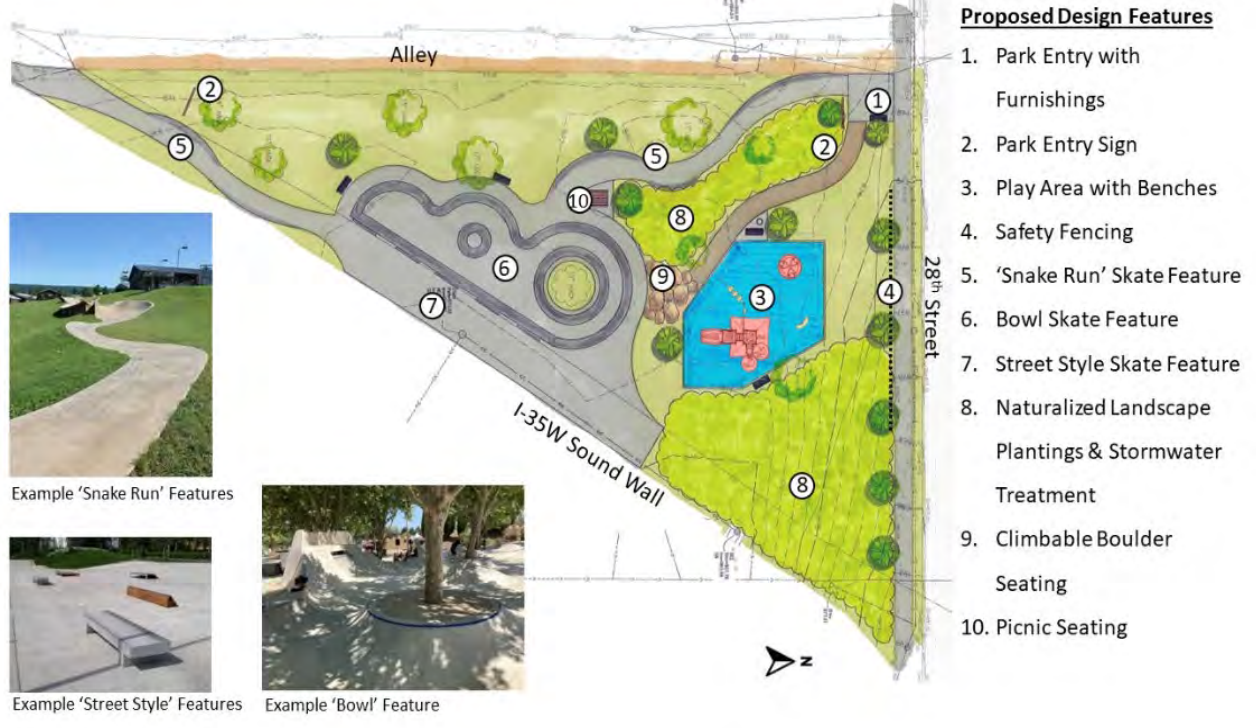 Alley
2
1
5
5
2
10
8
9
6
3
4
7
28th Street
I-35W Sound Wall
8
N
Example ‘Snake Run’ Features
Example ‘Street Style’ Features
Example ‘Bowl’ Feature
Proposed Design Features
1. Park Entry with
Furnishings
2. Park Entry Sign
3. Play Area with Benches
4. Safety Fencing
5. ‘Snake Run’ Skate Feature
6. Bowl Skate Feature
7. Street Style Skate Feature
8. Naturalized Landscape
Plantings & Stormwater
Treatment
9. Climbable Boulder
Seating
10. Picnic Seating